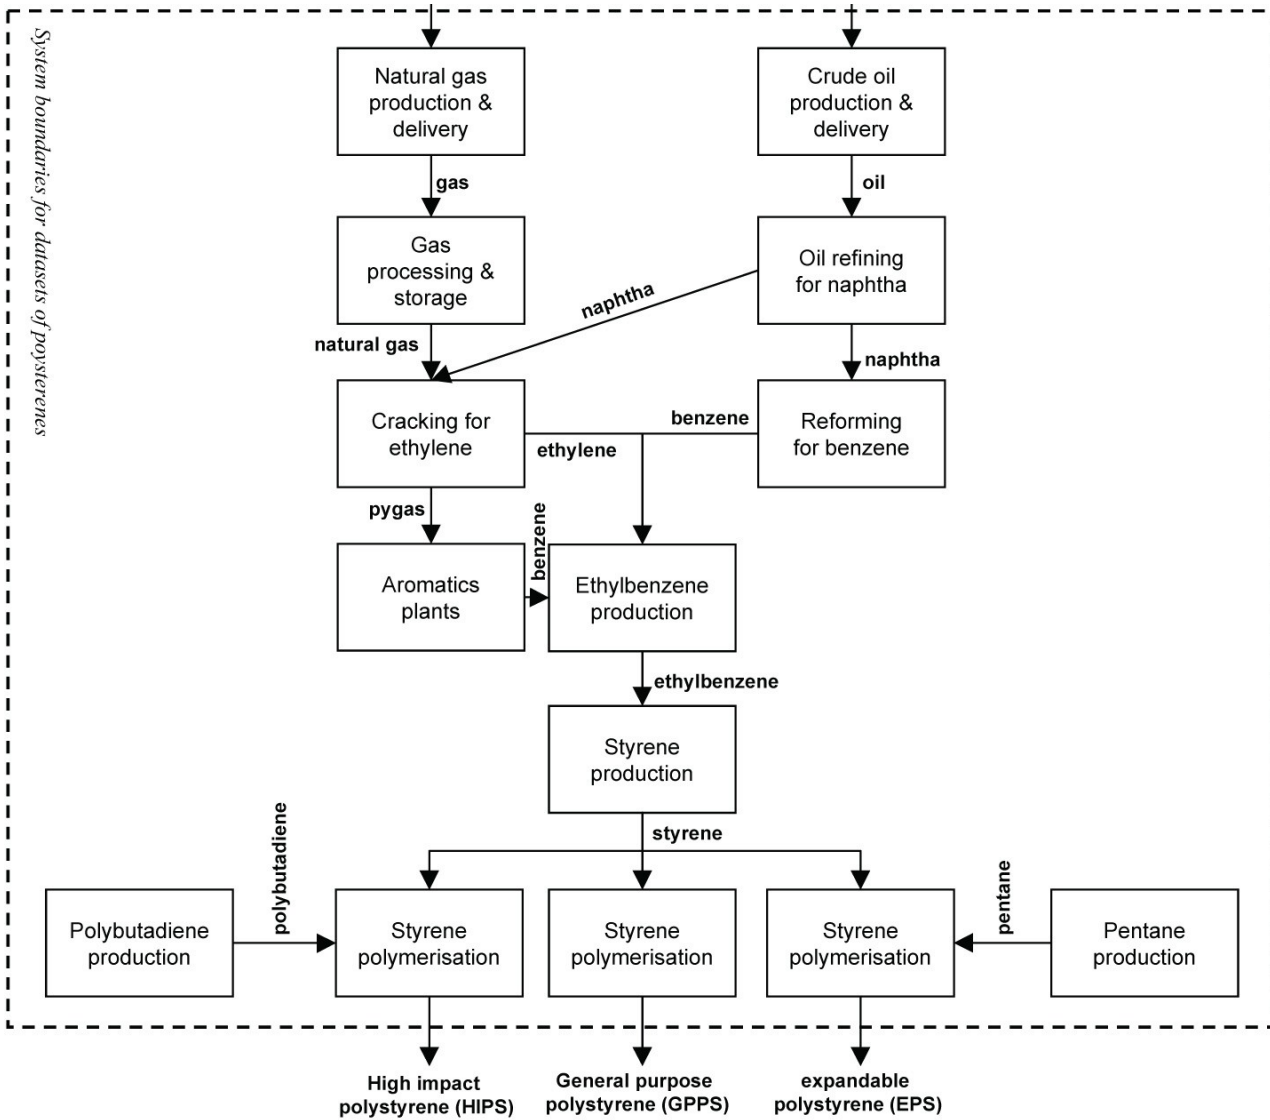 System boundaries for datasets of poysterenes
Natural gas
production &
delivery
Crude oil
production &
delivery
gas
oil
Gas
processing &
storage
Oil refining
for naphtha
naphtha
natural gas
naphtha
Cracking for
ethylene
benzene
ethylene
Reforming
for benzene
pygas
benzene
Aromatics
plants
Ethylbenzene
production
ethylbenzene
Styrene
production
styrene
polybutadiene
pentane
Polybutadiene
production
Styrene
polymerisation
Styrene
polymerisation
Styrene
polymerisation
Pentane
production
High impact
polystyrene (HIPS)
General purpose
polystyrene (GPPS)
expandable
polystyrene (EPS)